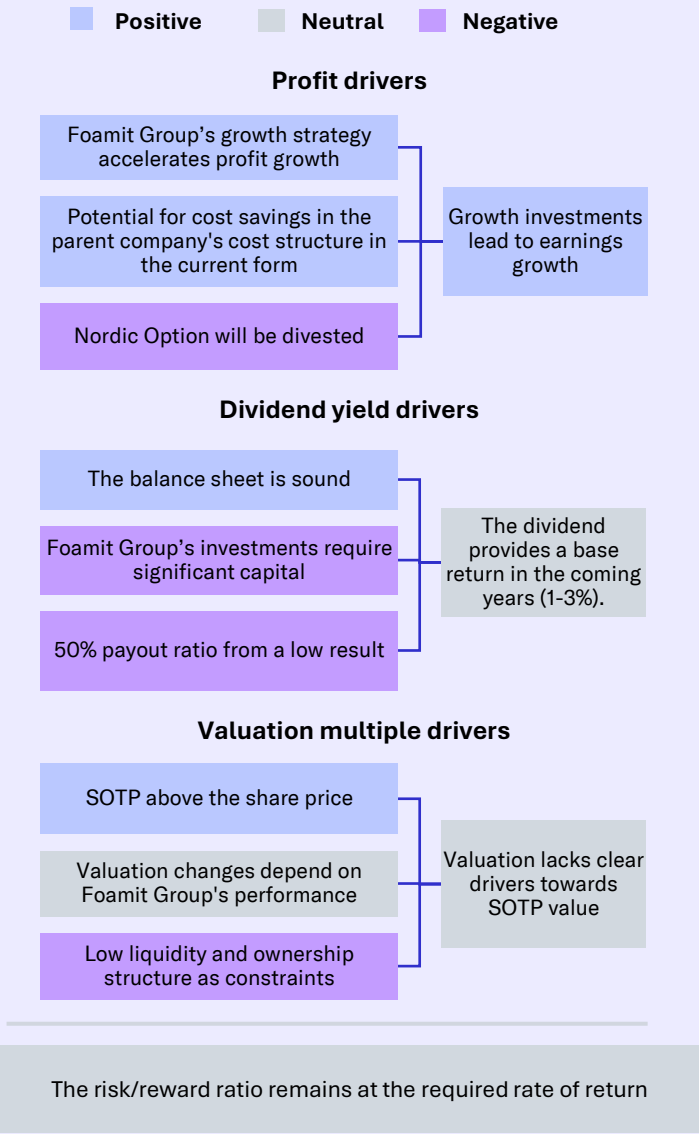 Positive
Neutral
Negative
Profit drivers
Foamit Group's growth strategy
accelerates profit growth
Potential for cost savings in the
parent company's cost structure in
the current form
Nordic Option will be divested
Growth investments
lead to earnings
growth
Dividend yield drivers
The balance sheet is sound
Foamit Group's investments require
significant capital
50% payout ratio from a low result
The dividend
provides a base
return in the coming
years (1-3%).
Valuation multiple drivers
SOTP above the share price
Valuation changes depend on
Foamit Group's performance
Low liquidity and ownership
structure as constraints
Valuation lacks clear
drivers towards
SOTP value
The risk/reward ratio remains at the required rate of return